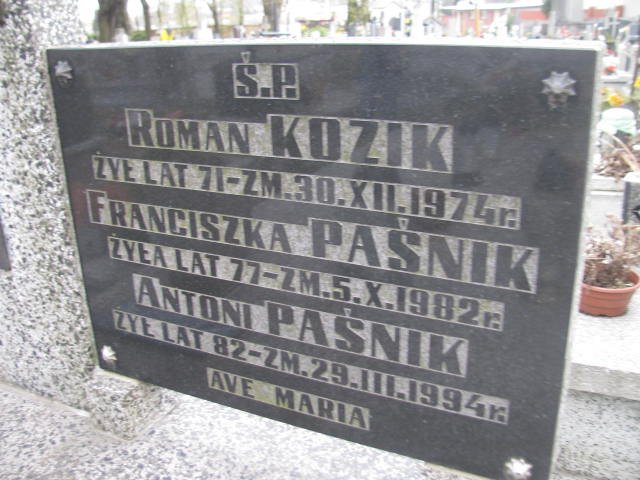 Ś.P.
ROMAN KOZIK
ŻYŁ LAT 71-ZM.30.XII.1974r.
FRANCISZKA PAŚNIK
ŻYŁA LAT 77-ZM.5.X.1982r.
ANTONI PAŚNIK
ŻYŁ LAT 82-ZM.29.III.1994r.
AVE MARIA